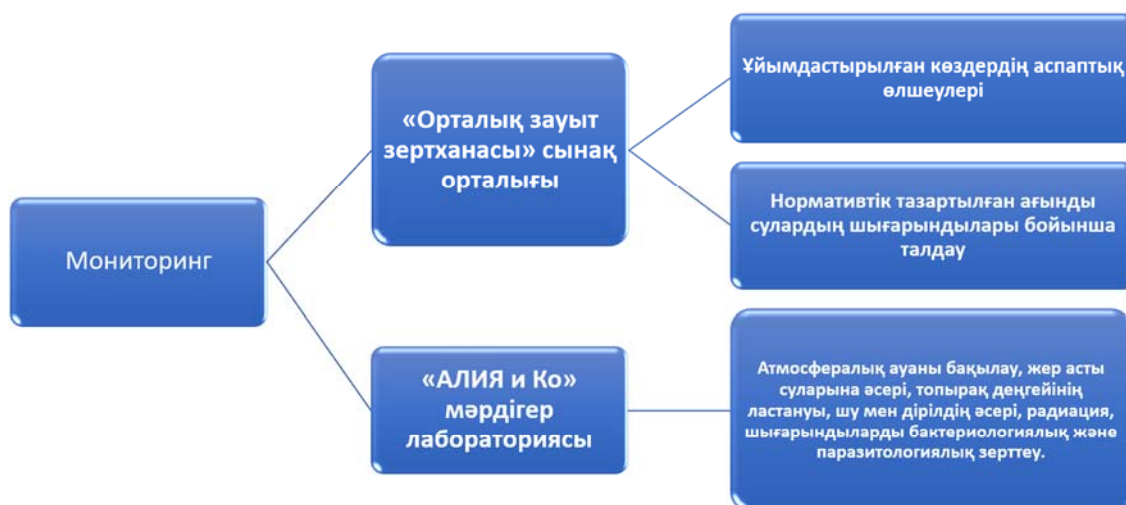 Мониторинг
«Орталық зауыт
зертханасы» сынақ
орталығы
Ұйымдастырылған көздердің аспаптық
өлшеулері
Нормативтік тазартылған ағынды
сулардың шығарындылары бойынша
талдау
«АЛИЯ и Ко»
мәрдігер
лабораториясы
Атмосфералық ауаны бақылау, жер асты
суларына әсері, топырақ деңгейінің
ластануы, шу мен дірілдің әсері, радиация,
шығарындыларды бактериологиялық және
паразитологиялық зерттеу.